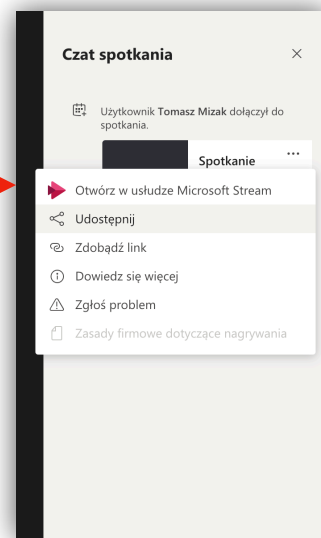 Czat spotkania
Użytkownik Tomasz Mizak dołączył do
spotkania.
Spotkanie
Otwórz w usłudze Microsoft Stream
Udostępnij
Zdobądź link
Dowiedz się więcej
Zgłoś problem
Zasady firmowe dotyczące nagrywania